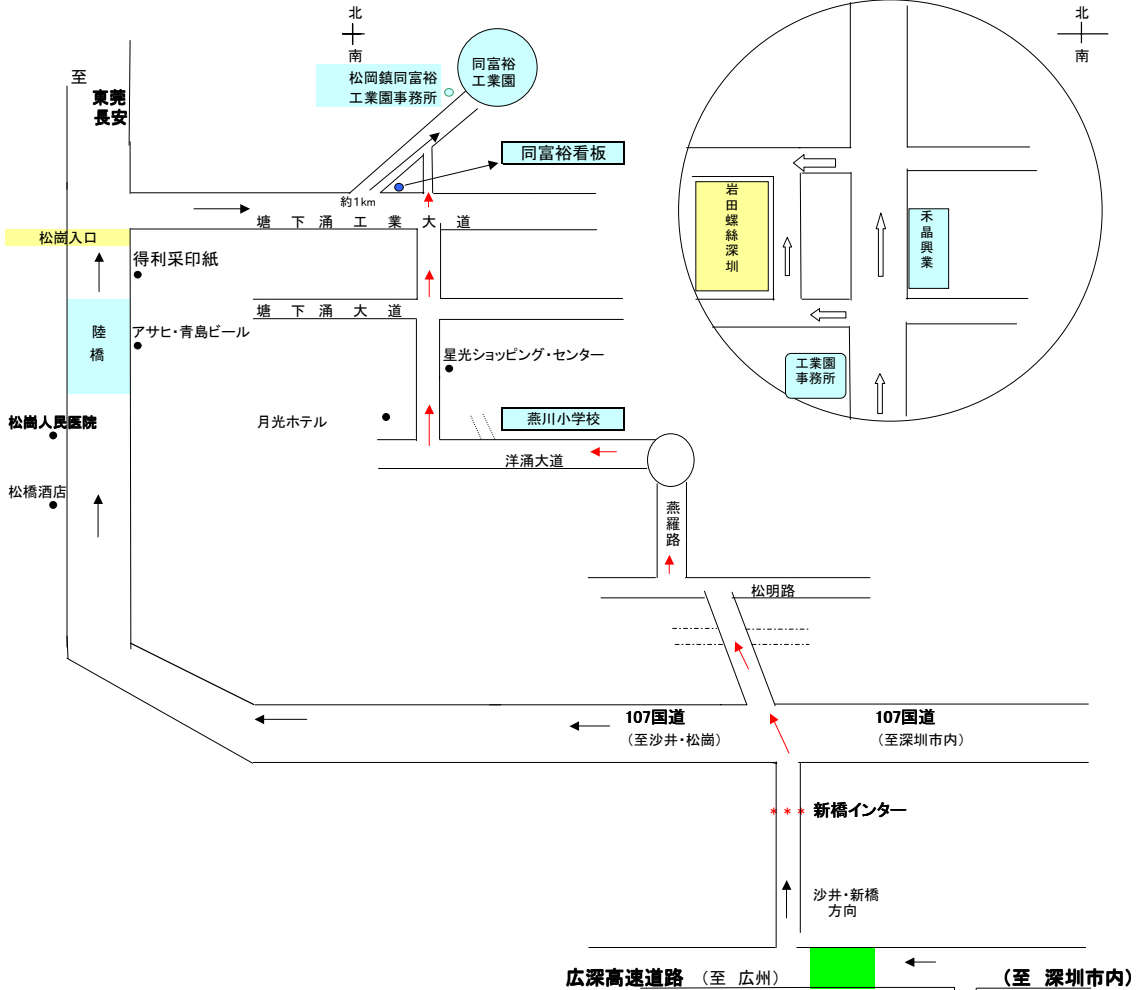 北
南
至
東莞
長安
松岡鎮同富裕
工業園事務所
同富裕
工業園
同富裕看板
約1km
塘下涌工業大道
松崗入口
得利采印紙
塘下涌大道
陸
橋
アサヒ・青島ビール
星光ショッピング・センター
松崗人民医院
月光ホテル
燕川小学校
洋涌大道
松橋酒店
燕羅路
松明路
107国道
（至沙井・松崗）
107国道
（至深圳市内）
* * *
新橋インター
沙井・新橋
方向
広深高速道路 （至 広州）
（至 深圳市内）
北
南
岩田螺絲深圳
禾晶興業
工業園
事務所